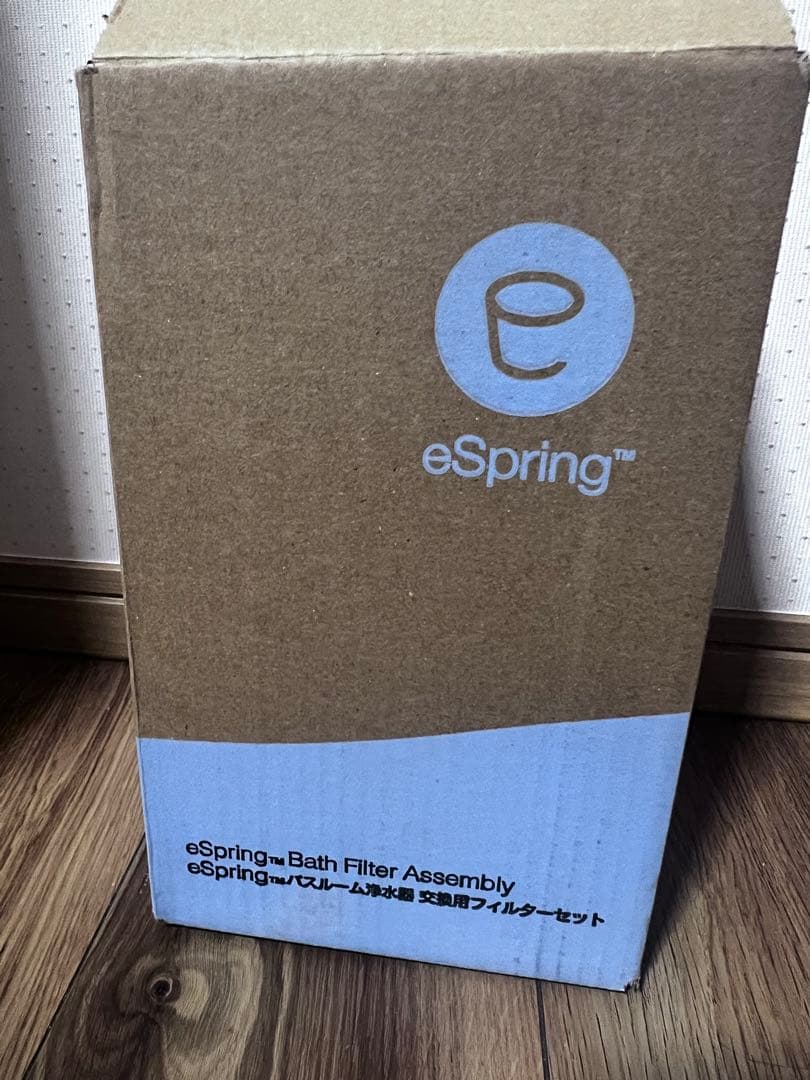 eSpring™
eSpring™ Bath Filter Assembly
eSpring™バスルーム浄水器 交換用フィルターセット